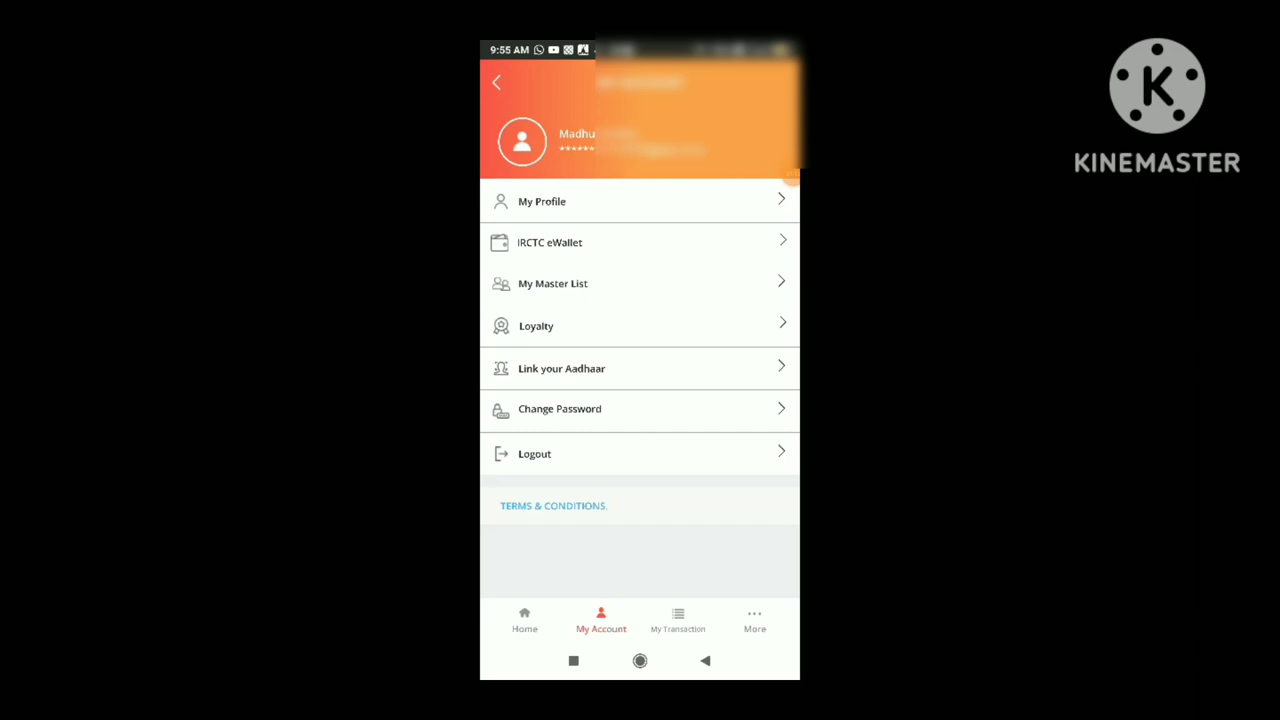 9:55 AM
Madhu
******
My Profile
IRCTC eWallet
My Master List
Loyalty
Link your Aadhaar
Change Password
Logout
TERMS & CONDITIONS.
Home
My Account
My Transaction
More
K
KINEMASTER